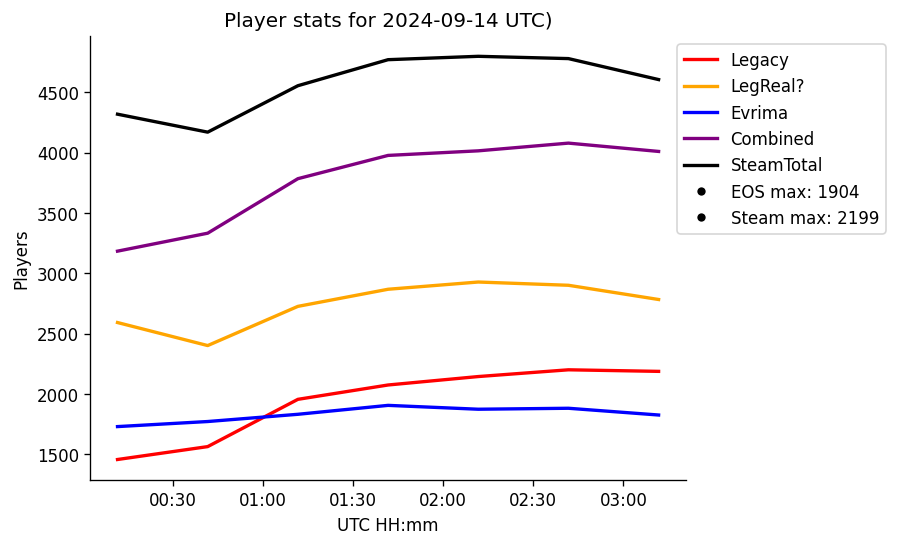 Player stats for 2024-09-14 UTC)
Legacy
LegReal?
Evrima
Combined
SteamTotal
EOS max: 1904
Steam max: 2199
Players
4500
4000
3500
3000
2500
2000
1500
00:30 01:00 01:30 02:00 02:30 03:00
UTC HH:mm